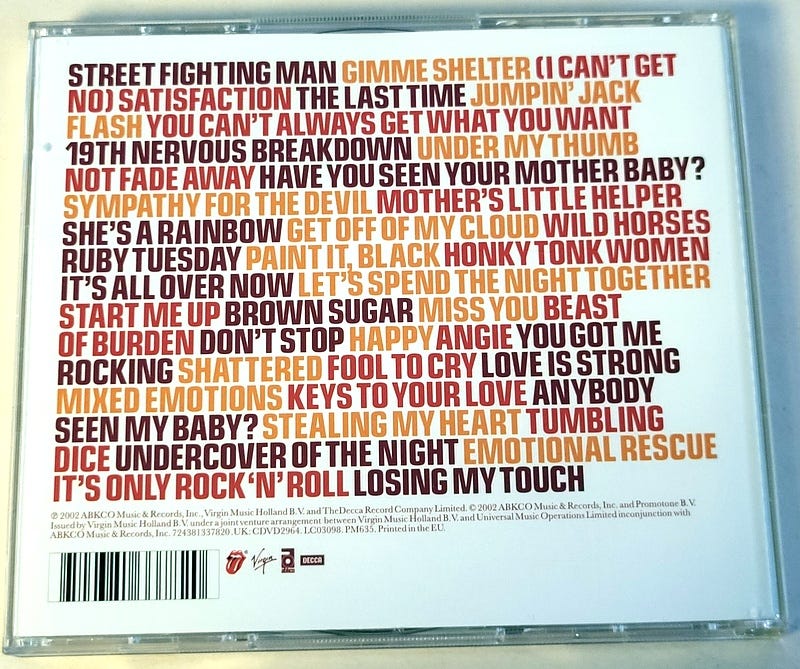 STREET FIGHTING MAN GIMME SHELTER (I CAN'T GET
NO) SATISFACTION THE LAST TIME JUMPIN' JACK
FLASH YOU CAN'T ALWAYS GET WHAT YOU WANT
19TH NERVOUS BREAKDOWN UNDER MY THUMB
NOT FADE AWAY HAVE YOU SEEN YOUR MOTHER BABY?
SYMPATHY FOR THE DEVIL MOTHER'S LITTLE HELPER
SHE'S A RAINBOW GET OFF OF MY CLOUD WILD HORSES
RUBY TUESDAY PAINT IT, BLACK HONKY TONK WOMEN
IT'S ALL OVER NOW LET'S SPEND THE NIGHT TOGETHER
START ME UP BROWN SUGAR MISS YOU BEAST
OF BURDEN DON'T STOP HAPPY ANGIE YOU GOT ME
ROCKING SHATTERED FOOL TO CRY LOVE IS STRONG
MIXED EMOTIONS KEYS TO YOUR LOVE ANYBODY
SEEN MY BABY? STEALING MY HEART TUMBLING
DICE UNDERCOVER OF THE NIGHT EMOTIONAL RESCUE
IT'S ONLY ROCK 'N' ROLL LOSING MY TOUCH
℗ 2002 ABKCO Music & Records, Inc., Virgin Music Holland B.V. and The Decca Record Company Limited. © 2002 ABKCO Music & Records, Inc. and Promotone B.V.
Issued by Virgin Music Holland B.V. under a joint venture arrangement between Virgin Music Holland B.V. and Universal Music Operations Limited inconjunction with
ABKCO Music & Records, Inc. 724381337820. UK: CDVD2964. LC03098. PM635. Printed in the EU.
Virgin DECCA